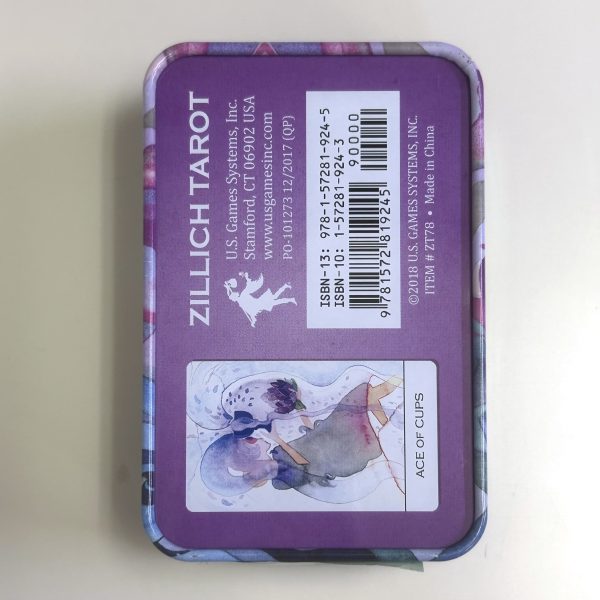 ZILLICH TAROT
U.S. Games Systems, Inc.
Stamford, CT 06902 USA
www.usgamesinc.com
PO-101273 12/2017 (QP)
ISBN-13: 978-1-57281-924-5
ISBN-10: 1-57281-924-3
90000
9 781572 819245
©2018 U.S. GAMES SYSTEMS, INC.
ITEM # ZT78 • Made in China
ACE OF CUPS